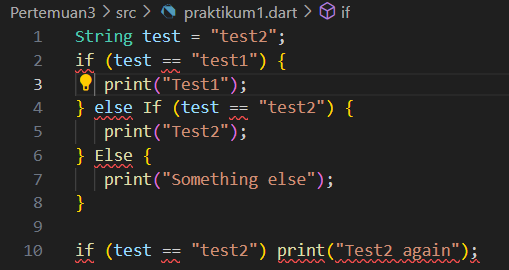 Pertemuan3 > src > praktikum1.dart > if
1 String test = "test2";
2 if (test == "test1") {
3 print("Test1");
4 } else If (test == "test2") {
5 print("Test2");
6 } Else {
7 print("Something else");
8 }
9
10 if (test == "test2") print("Test2 again");